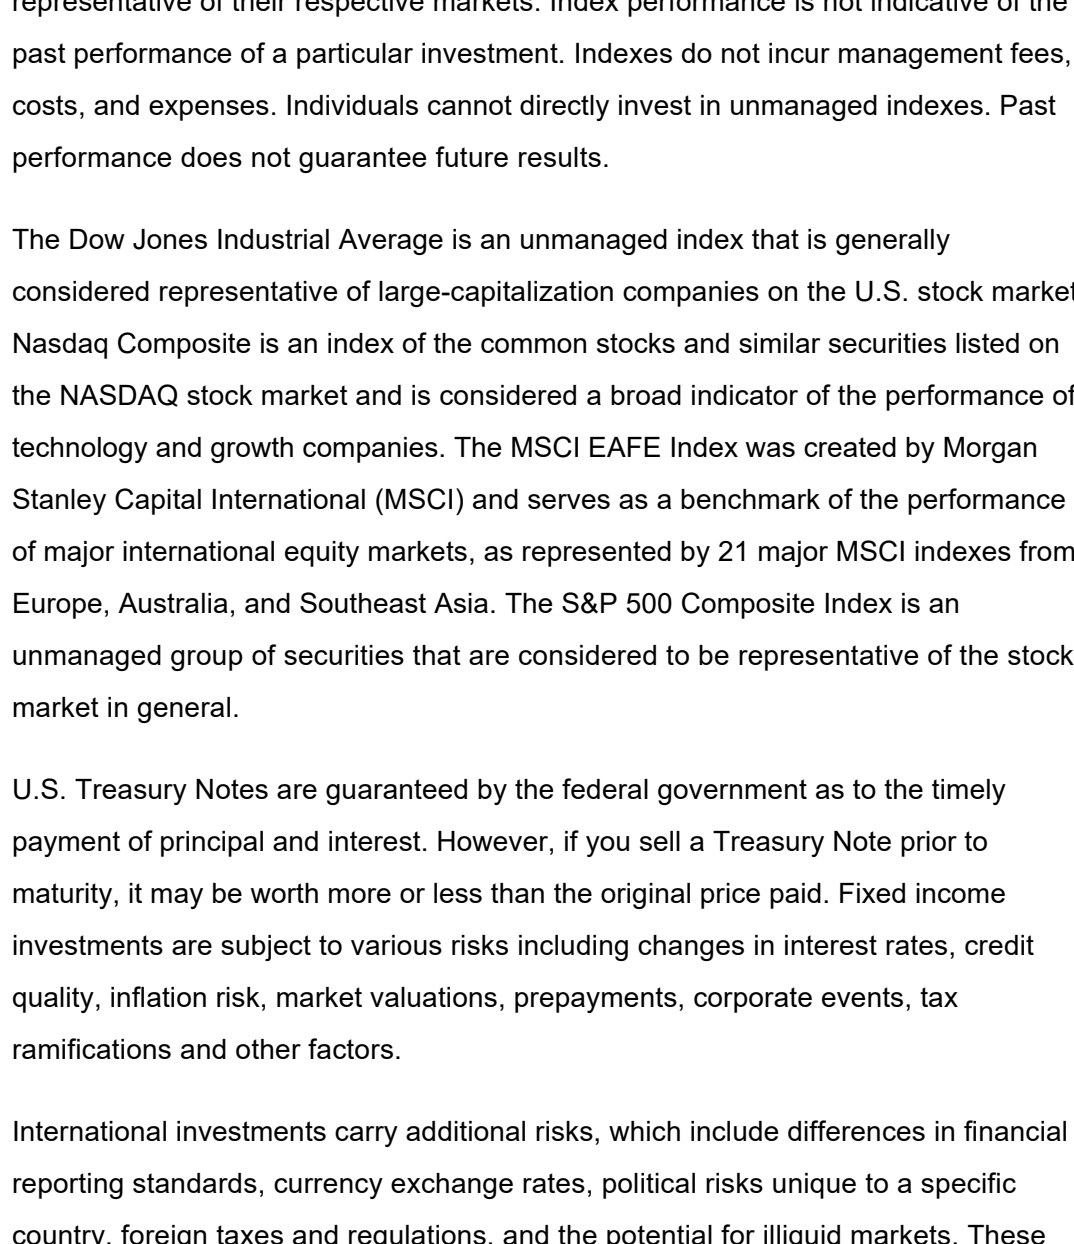 representative of their respective markets. Index performance is not indicative of the
past performance of a particular investment. Indexes do not incur management fees,
costs, and expenses. Individuals cannot directly invest in unmanaged indexes. Past
performance does not guarantee future results.
The Dow Jones Industrial Average is an unmanaged index that is generally
considered representative of large-capitalization companies on the U.S. stock market
Nasdaq Composite is an index of the common stocks and similar securities listed on
the NASDAQ stock market and is considered a broad indicator of the performance of
technology and growth companies. The MSCI EAFE Index was created by Morgan
Stanley Capital International (MSCI) and serves as a benchmark of the performance
of major international equity markets, as represented by 21 major MSCI indexes from
Europe, Australia, and Southeast Asia. The S&P 500 Composite Index is an
unmanaged group of securities that are considered to be representative of the stock
market in general.
U.S. Treasury Notes are guaranteed by the federal government as to the timely
payment of principal and interest. However, if you sell a Treasury Note prior to
maturity, it may be worth more or less than the original price paid. Fixed income
investments are subject to various risks including changes in interest rates, credit
quality, inflation risk, market valuations, prepayments, corporate events, tax
ramifications and other factors.
International investments carry additional risks, which include differences in financial
reporting standards, currency exchange rates, political risks unique to a specific
country, foreign taxes and regulations, and the potential for illiquid markets. These